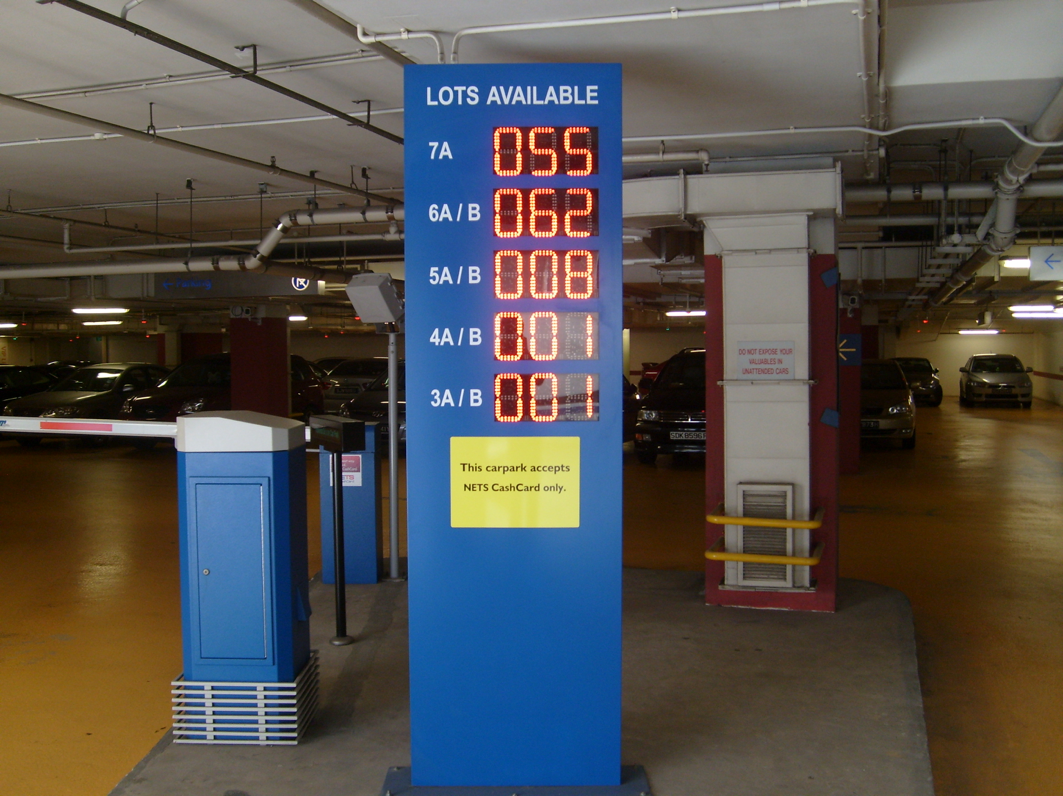 LOTS AVAILABLE
7A 055
6A / B 062
5A / B 008
4A / B 001
3A / B 001
This carpark accepts
NETS CashCard only.
DO NOT EXPOSE YOUR
VALUABLES IN
UNATTENDED CARS